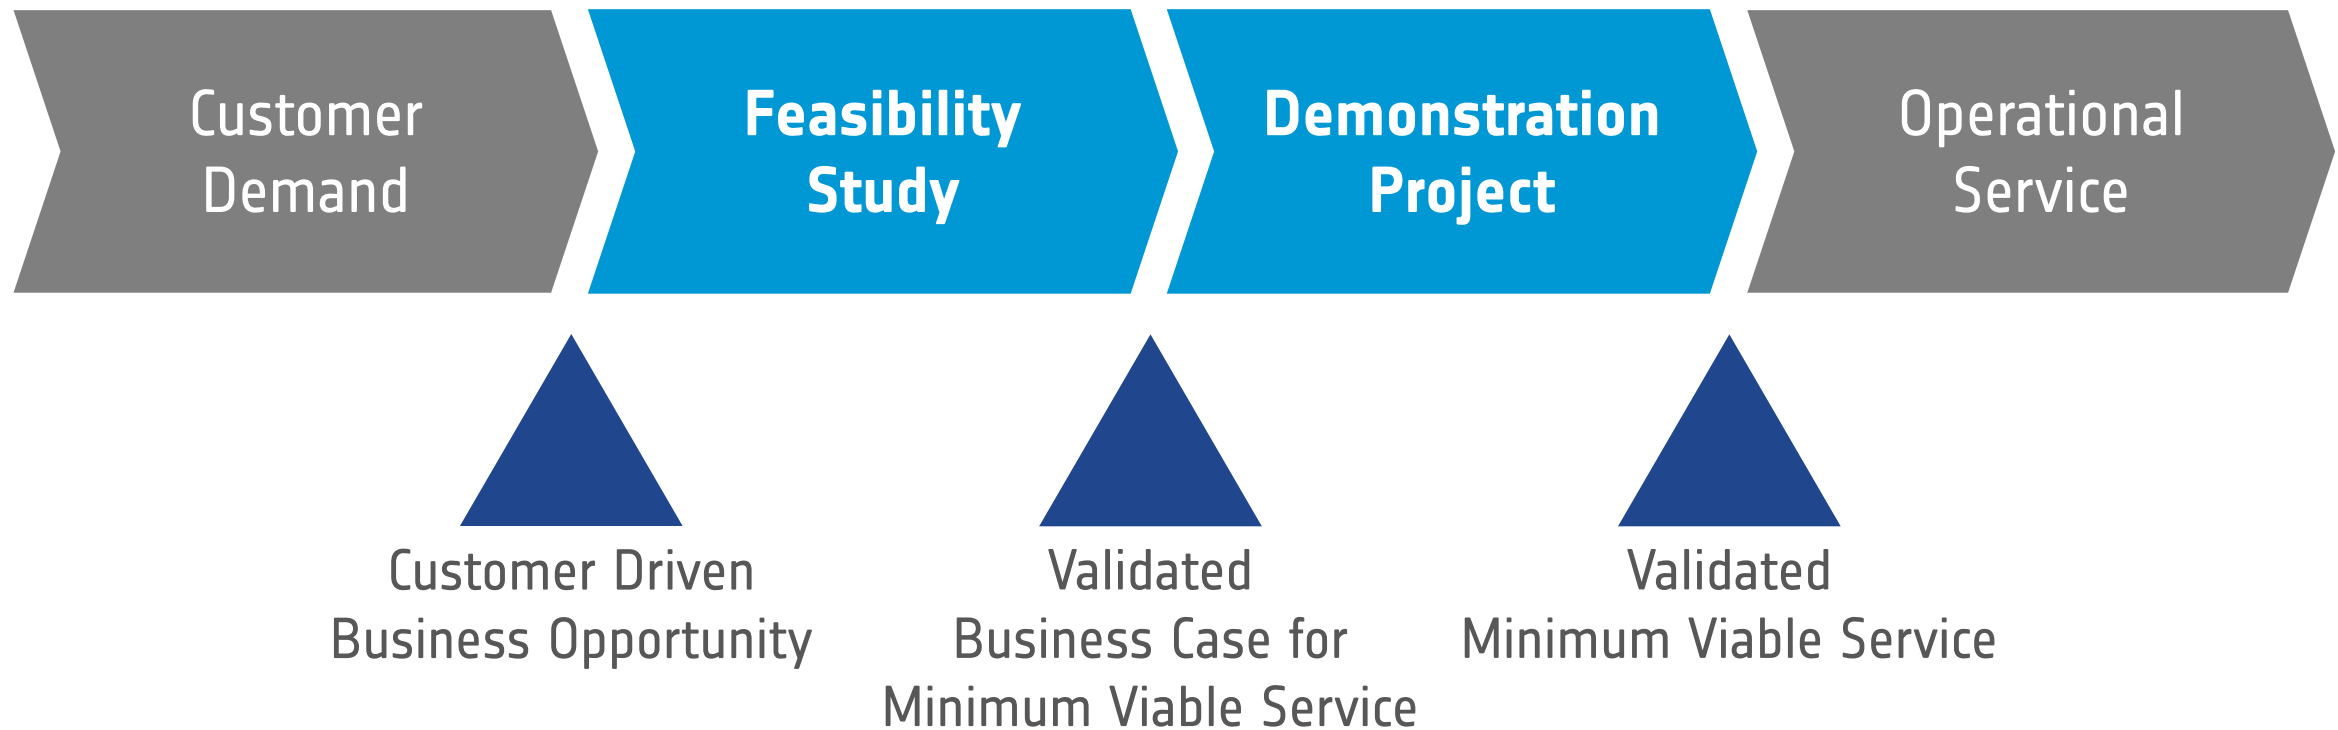 Customer
Demand
Feasibility
Study
Demonstration
Project
Operational
Service
Customer Driven
Business Opportunity
Validated
Business Case for
Minimum Viable Service
Validated
Minimum Viable Service